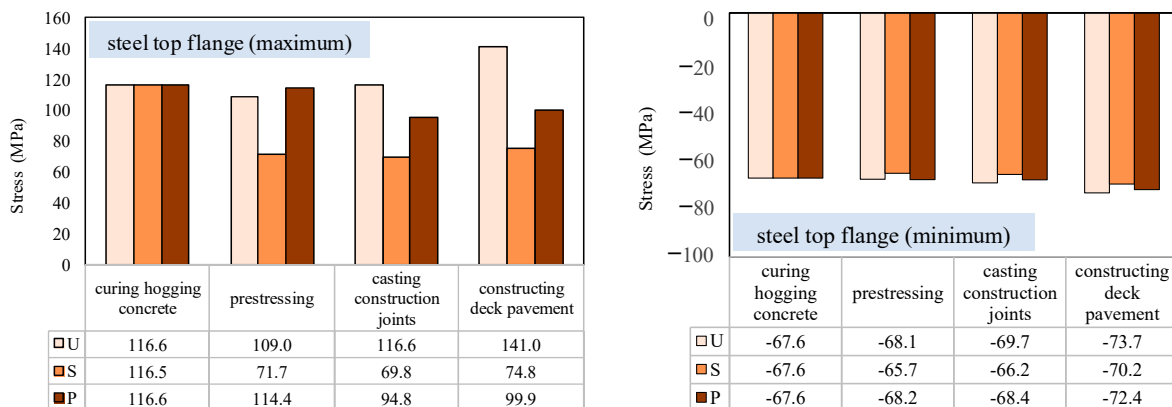 160
140
120
100
80
60
40
20
0
Stress (MPa)
steel top flange (maximum)
curing hogging
concrete
prestressing
casting
construction
joints
constructing
deck pavement
U 116.6 109.0 116.6 141.0
S 116.5 71.7 69.8 74.8
P 116.6 114.4 94.8 99.9
0
−20
−40
−60
−80
−100
Stress (MPa)
steel top flange (minimum)
curing
hogging
concrete
prestressing
casting
construction
joints
constructing
deck
pavement
U -67.6 -68.1 -69.7 -73.7
S -67.6 -65.7 -66.2 -70.2
P -67.6 -68.2 -68.4 -72.4